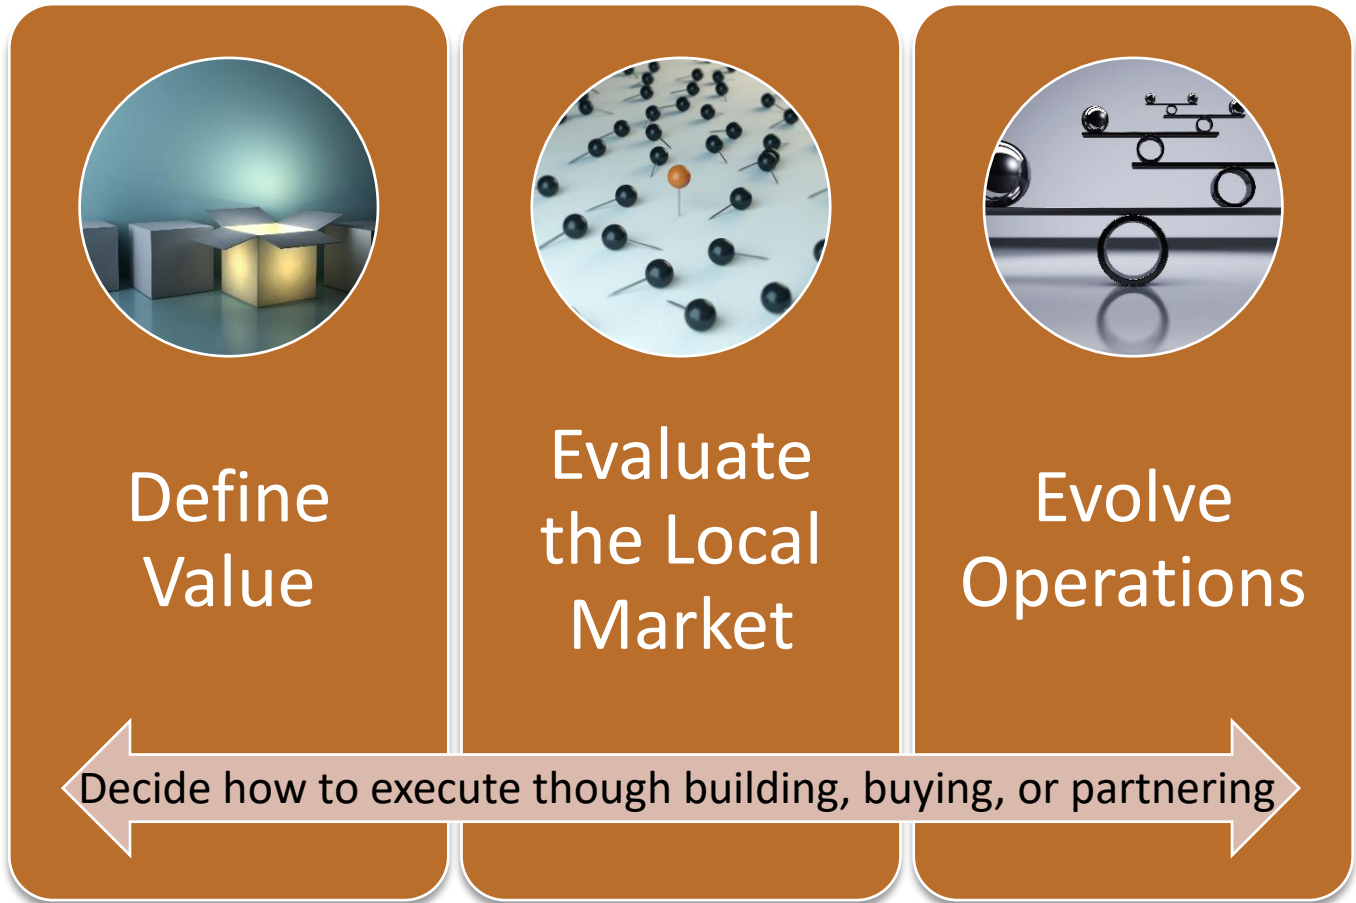 Define
Value
Evaluate
the Local
Market
Evolve
Operations
Decide how to execute though building, buying, or partnering